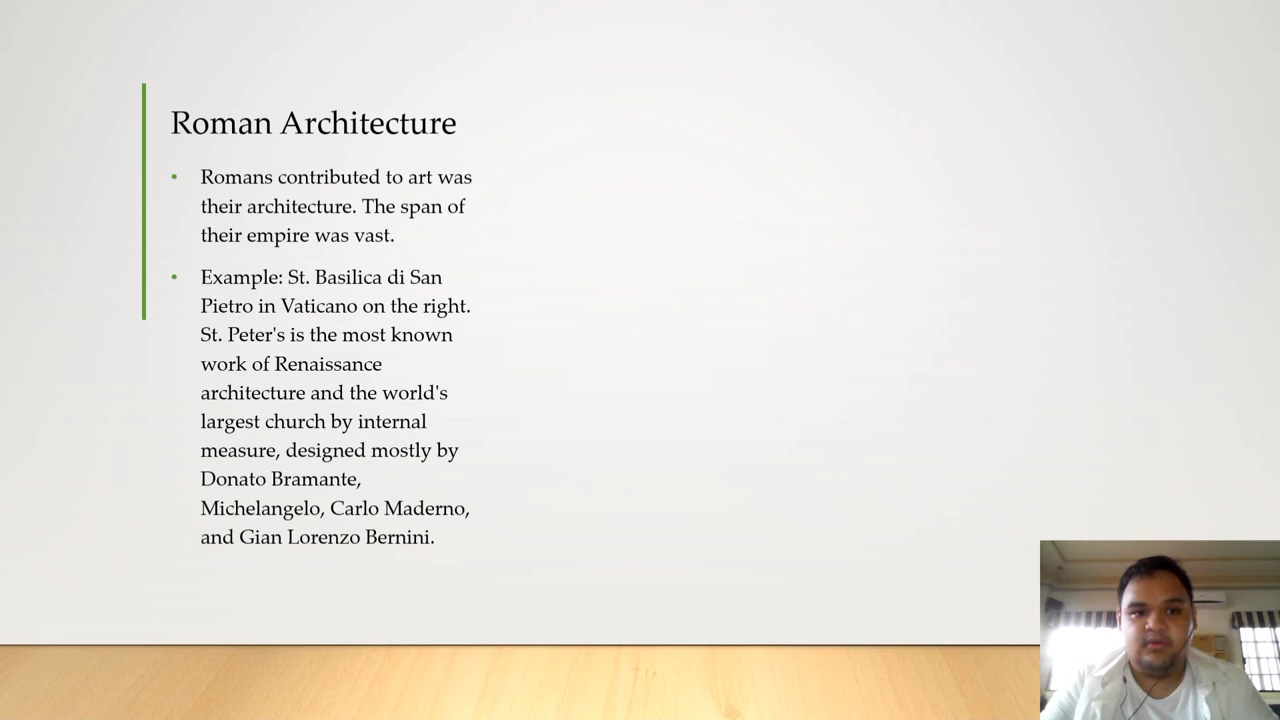 Roman Architecture
• Romans contributed to art was
their architecture. The span of
their empire was vast.
• Example: St. Basilica di San
Pietro in Vaticano on the right.
St. Peter's is the most known
work of Renaissance
architecture and the world's
largest church by internal
measure, designed mostly by
Donato Bramante,
Michelangelo, Carlo Maderno,
and Gian Lorenzo Bernini.